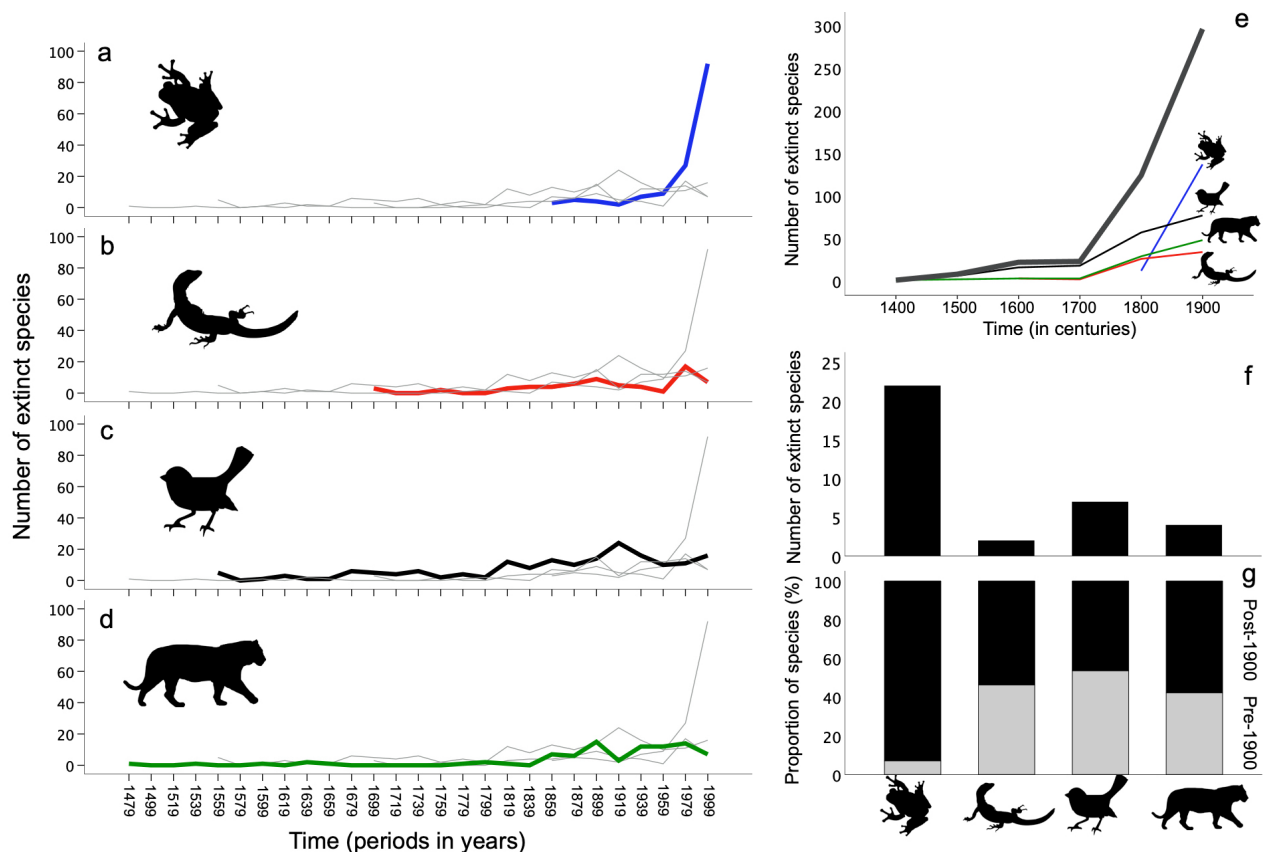 a
100
80
60
40
20
0
b
100
80
60
40
20
0
c
100
80
60
40
20
0
d
100
80
60
40
20
0
Number of extinct species
1479 1499 1519 1539 1559 1579 1599 1619 1639 1659 1679 1699 1719 1739 1759 1779 1799 1819 1839 1859 1879 1899 1919 1939 1959 1979 1999
Time (periods in years)
e
300
250
200
150
100
50
0
Number of extinct species
1400 1500 1600 1700 1800 1900
Time (in centuries)
f
25
20
15
10
5
0
Number of extinct species
g
100
80
60
40
20
0
Proportion of species (%)
Post-1900
Pre-1900